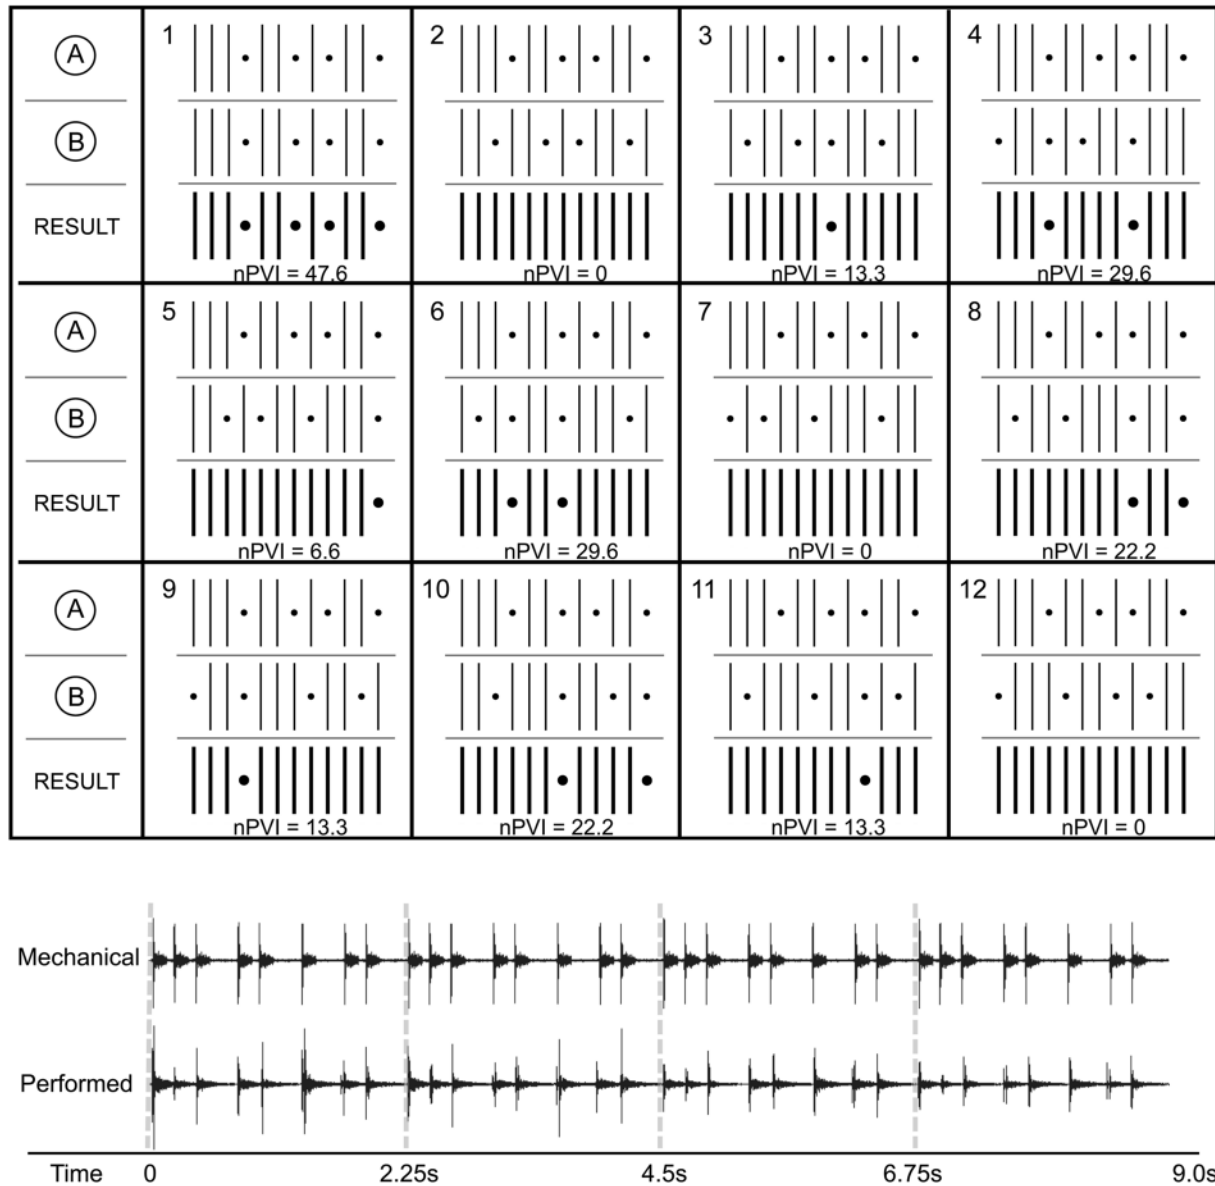 1 2 3 4
A
B
RESULT
nPVI = 47.6 nPVI = 0 nPVI = 13.3 nPVI = 29.6
5 6 7 8
A
B
RESULT
nPVI = 6.6 nPVI = 29.6 nPVI = 0 nPVI = 22.2
9 10 11 12
A
B
RESULT
nPVI = 13.3 nPVI = 22.2 nPVI = 13.3 nPVI = 0
Mechanical
Performed
Time 0 2.25s 4.5s 6.75s 9.0s